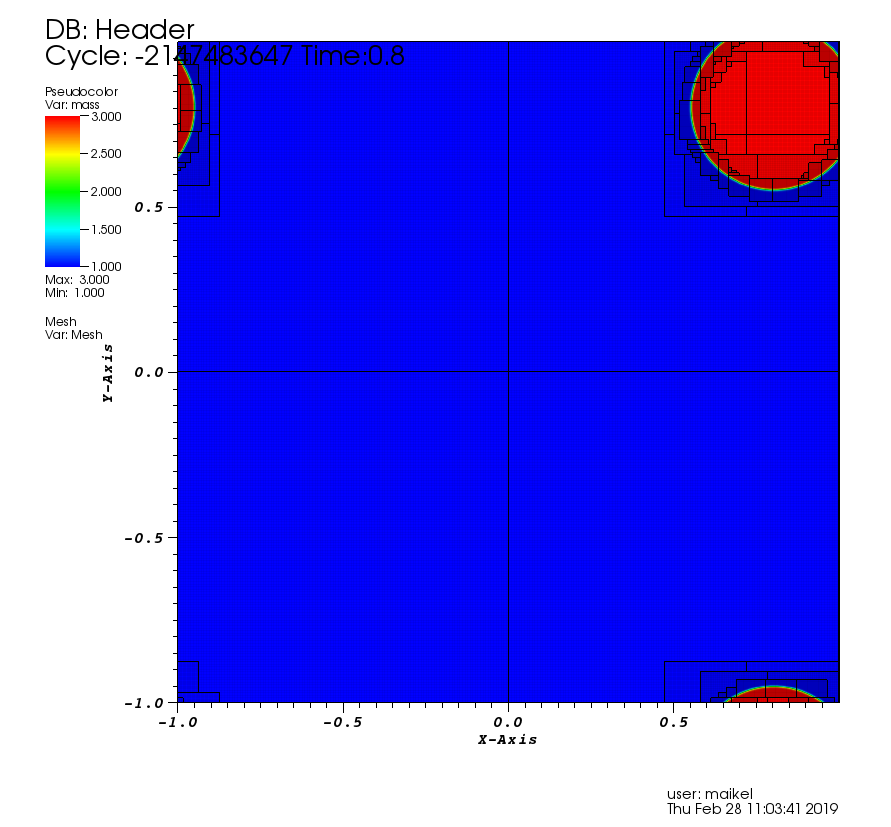 DB: Header
Cycle: -2147483647 Time:0.8
Pseudocolor
Var: mass
3.000
2.500
2.000
1.500
1.000
Max: 3.000
Min: 1.000
Mesh
Var: Mesh
Y-Axis
0.5
0.0
-0.5
-1.0
-1.0 -0.5 0.0 0.5
X-Axis
user: maikel
Thu Feb 28 11:03:41 2019